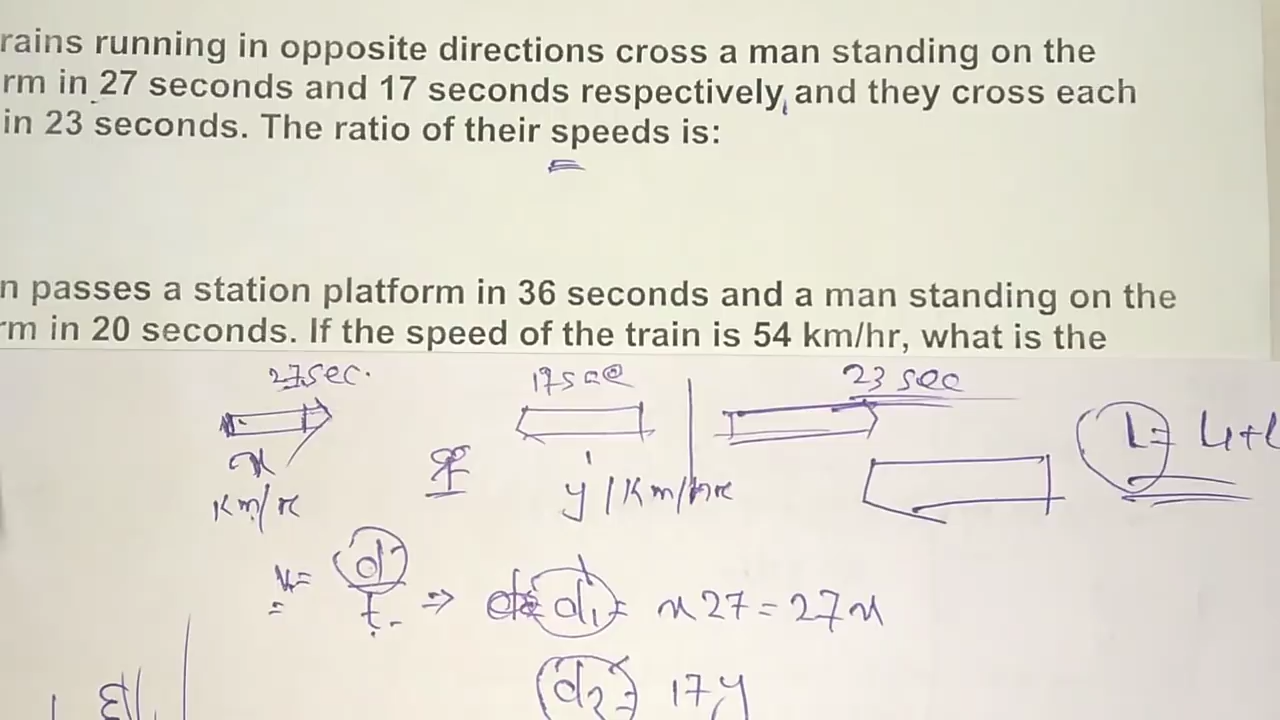 rains running in opposite directions cross a man standing on the
rm in 27 seconds and 17 seconds respectively, and they cross each
in 23 seconds. The ratio of their speeds is:
n passes a station platform in 36 seconds and a man standing on the
rm in 20 seconds. If the speed of the train is 54 km/hr, what is the
27sec. 17sec 23 sec
x L= L1+L
Km/hr y / Km/hr
v= d/t. ⇒ d1= x27 = 27x
d2= 17y